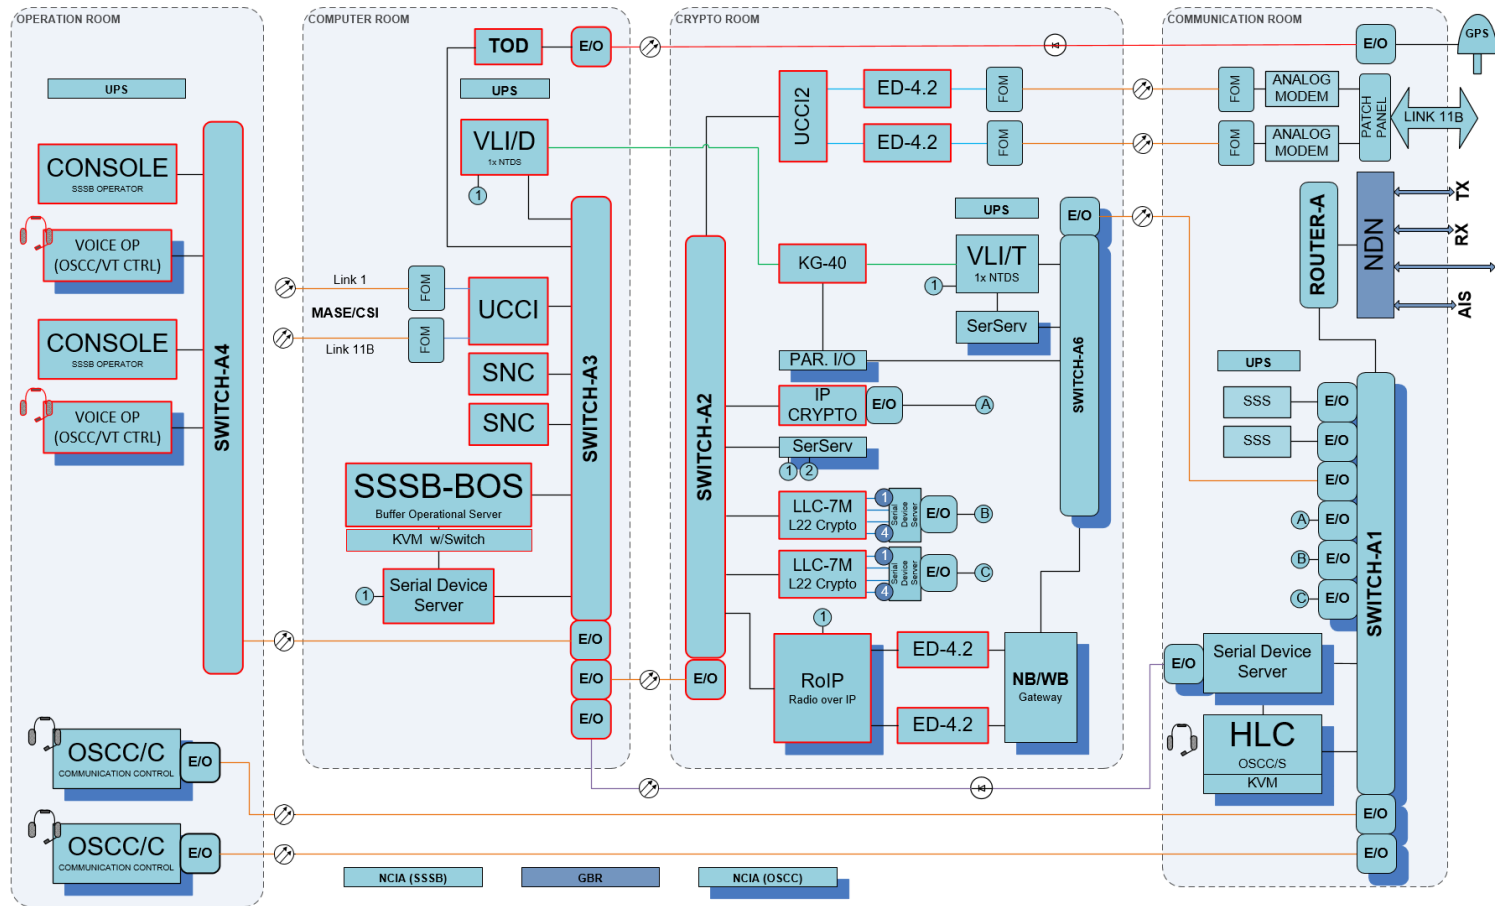 OPERATION ROOM
UPS
CONSOLE
SSSB OPERATOR
VOICE OP
(OSCC/VT CTRL)
CONSOLE
SSSB OPERATOR
VOICE OP
(OSCC/VT CTRL)
SWITCH-A4
OSCC/C
COMMUNICATION CONTROL
E/O
OSCC/C
COMMUNICATION CONTROL
E/O
COMPUTER ROOM
TOD
E/O
UPS
VLI/D
1x NTDS
1
Link 1
FOM
MASE/CSI
UCCI
Link 11B
FOM
SNC
SNC
SSSB-BOS
Buffer Operational Server
KVM w/Switch
1
Serial Device
Server
SWITCH-A3
E/O
E/O
E/O
CRYPTO ROOM
UCCI2
ED-4.2
FOM
ED-4.2
FOM
SWITCH-A2
E/O
KG-40
UPS
VLI/T
1x NTDS
1
SerServ
E/O
SWITCH-A6
PAR. I/O
IP
CRYPTO
E/O
A
SerServ
1
2
LLC-7M
L22 Crypto
1
4
Serial
Device
Server
E/O
B
LLC-7M
L22 Crypto
1
4
Serial
Device
Server
E/O
C
1
RoIP
Radio over IP
ED-4.2
ED-4.2
NB/WB
Gateway
COMMUNICATION ROOM
E/O
GPS
FOM
ANALOG
MODEM
FOM
ANALOG
MODEM
PATCH
PANEL
LINK 11B
ROUTER-A
NDN
TX
RX
AIS
UPS
SSS
E/O
SSS
E/O
E/O
A
E/O
B
E/O
C
E/O
SWITCH-A1
E/O
Serial Device
Server
HLC
OSCC/S
KVM
E/O
E/O
NCIA (SSSB)
GBR
NCIA (OSCC)